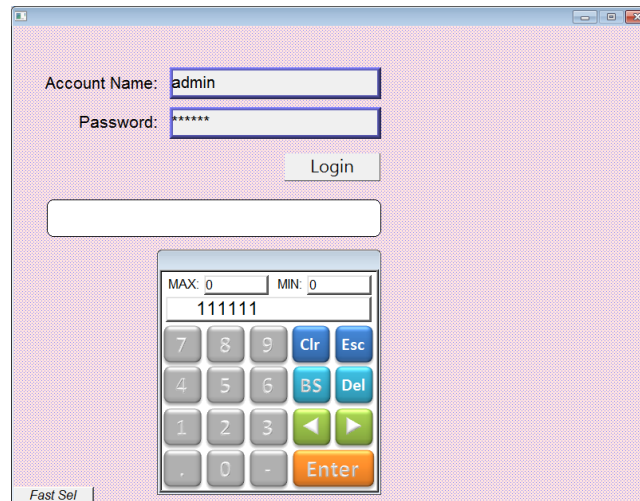 Account Name: admin
Password: ******
Login
MAX: 0 MIN: 0
111111
7 8 9 Clr Esc
4 5 6 BS Del
1 2 3
. 0 - Enter
Fast Sel